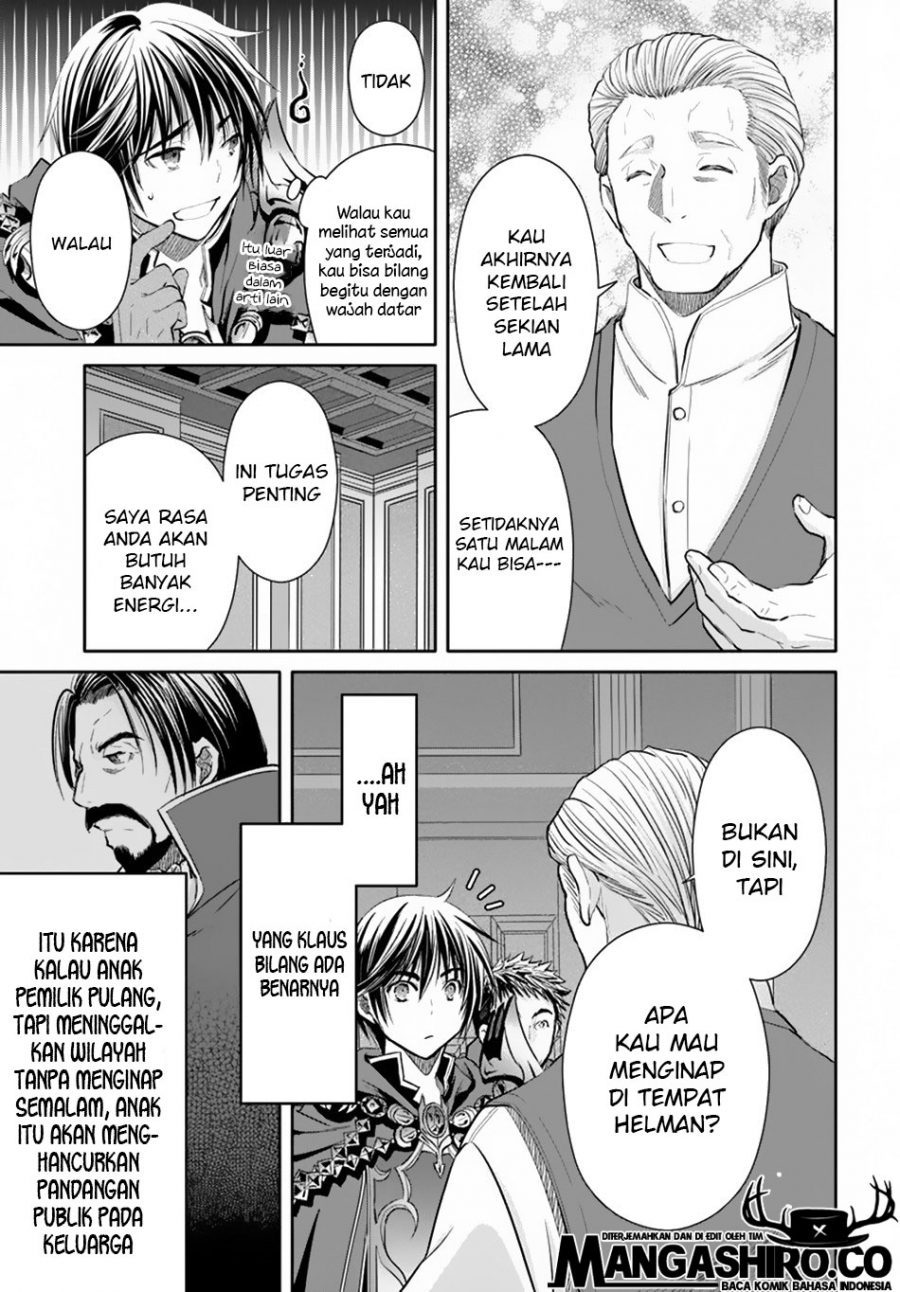 KAU
AKHIRNYA
KEMBALI
SETELAH
SEKIAN
LAMA
SETIDAKNYA
SATU MALAM
KAU BISA---
TIDAK
Walau kau
melihat semua
yang terjadi,
kau bisa bilang
begitu dengan
wajah datar
Itu luar
Biasa
dalam
arti lain
WALAU
INI TUGAS
PENTING
SAYA RASA
ANDA AKAN
BUTUH
BANYAK
ENERGI...
BUKAN
DI SINI,
TAPI
APA
KAU MAU
MENGINAP
DI TEMPAT
HELMAN?
....AH
YAH
YANG KLAUS
BILANG ADA
BENARNYA
ITU KARENA
KALAU ANAK
PEMILIK PULANG,
TAPI MENINGGAL-
KAN WILAYAH
TANPA MENGINAP
SEMALAM, ANAK
ITU AKAN MENG-
HANCURKAN
PANDANGAN
PUBLIK PADA
KELUARGA
DITERJEMAHKAN DAN DI EDIT OLEH TIM
MANGASHIRO.CO
BACA KOMIK BAHASA INDONESIA